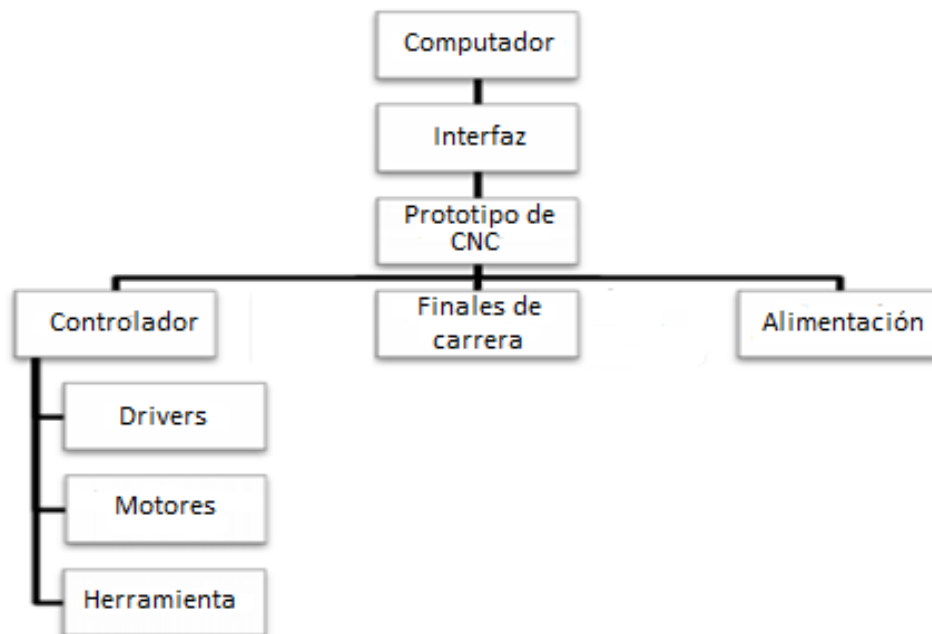 Computador
Interfaz
Prototipo de
CNC
Controlador
Finales de
carrera
Alimentación
Drivers
Motores
Herramienta